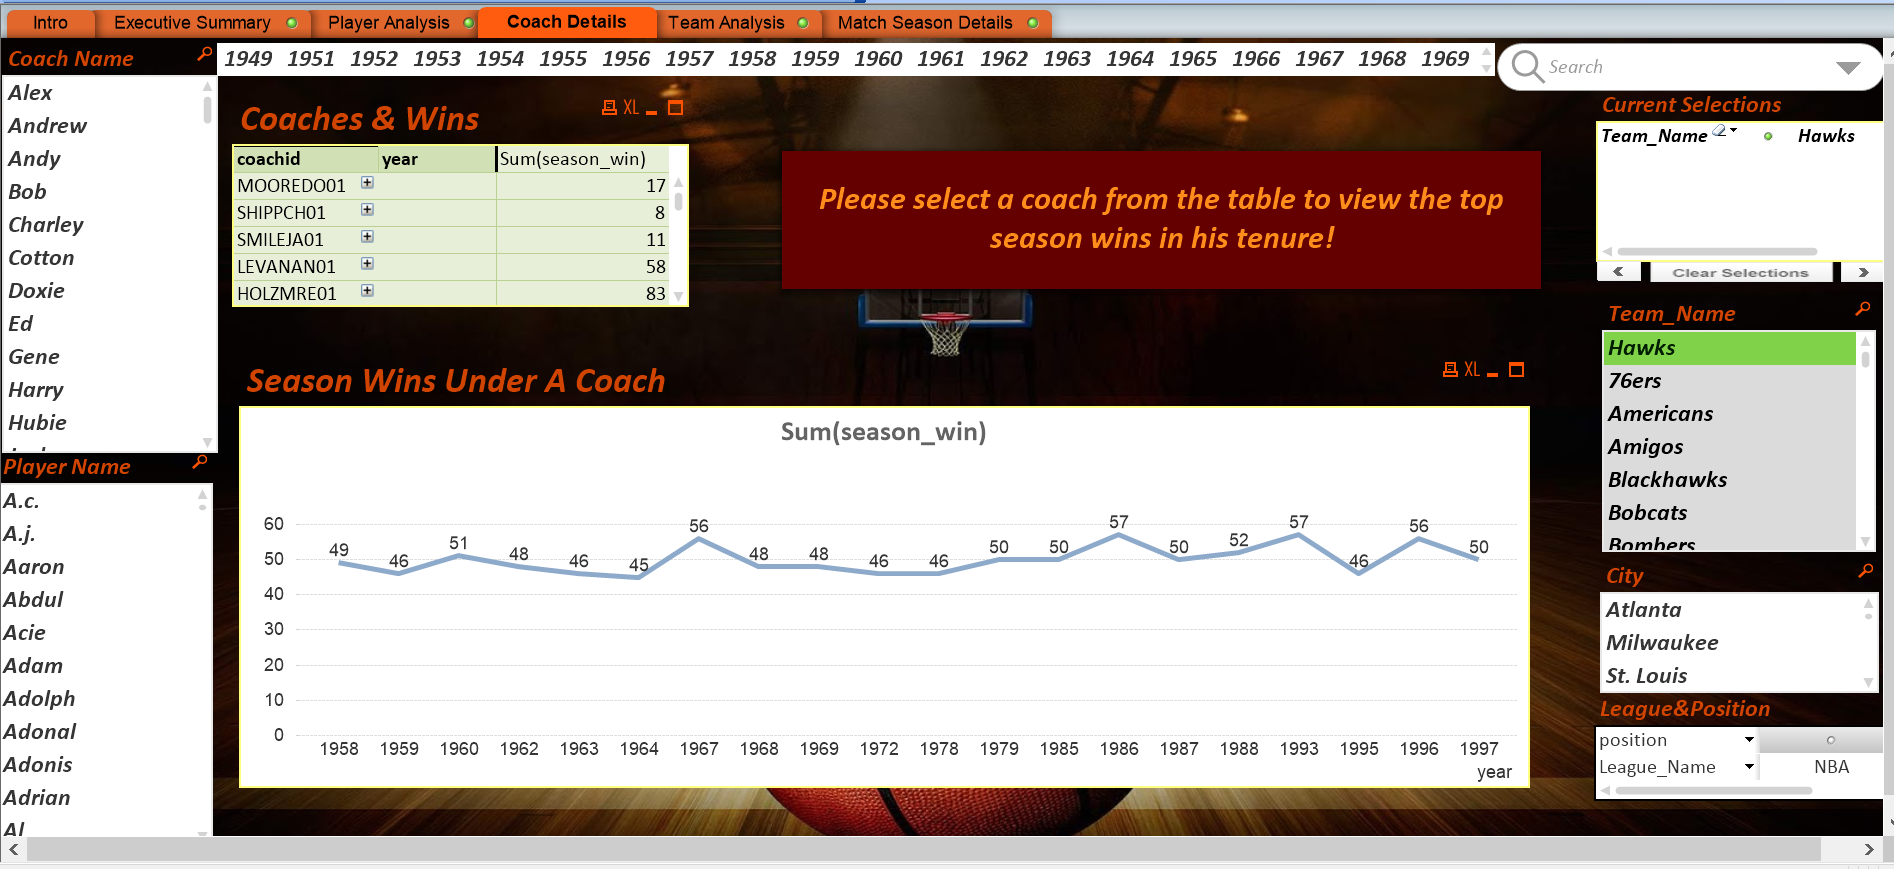 Intro Executive Summary Player Analysis Coach Details Team Analysis Match Season Details
Coach Name
1949 1951 1952 1953 1954 1955 1956 1957 1958 1959 1960 1961 1962 1963 1964 1965 1966 1967 1968 1969
Search
Alex
Andrew
Andy
Bob
Charley
Cotton
Doxie
Ed
Gene
Harry
Hubie
Player Name
A.c.
A.j.
Aaron
Abdul
Acie
Adam
Adolph
Adonal
Adonis
Adrian
Al
Coaches & Wins
XL
coachid year Sum(season_win)
MOOREDO01 17
SHIPPCH01 8
SMILEJA01 11
LEVANAN01 58
HOLZMRE01 83
Please select a coach from the table to view the top
season wins in his tenure!
Season Wins Under A Coach
XL
Sum(season_win)
60
50
40
30
20
10
0
49 46 51 48 46 45 56 48 48 46 46 50 50 57 50 52 57 46 56 50
1958 1959 1960 1962 1963 1964 1967 1968 1969 1972 1978 1979 1985 1986 1987 1988 1993 1995 1996 1997
year
Current Selections
Team_Name Hawks
Clear Selections
Team_Name
Hawks
76ers
Americans
Amigos
Blackhawks
Bobcats
Bombers
City
Atlanta
Milwaukee
St. Louis
League&Position
position
League_Name NBA